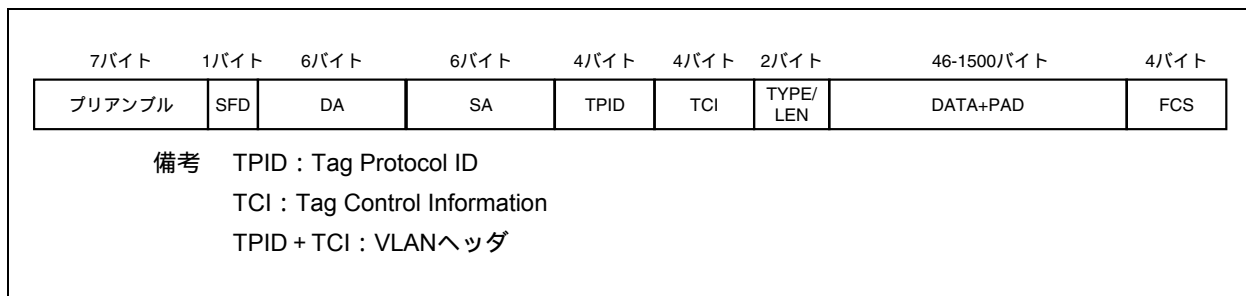 7バイト 1バイト 6バイト 6バイト 4バイト 4バイト 2バイト 46-1500バイト 4バイト
プリアンブル SFD DA SA TPID TCI TYPE/LEN DATA+PAD FCS
備考 TPID：Tag Protocol ID
TCI：Tag Control Information
TPID + TCI：VLANヘッダ